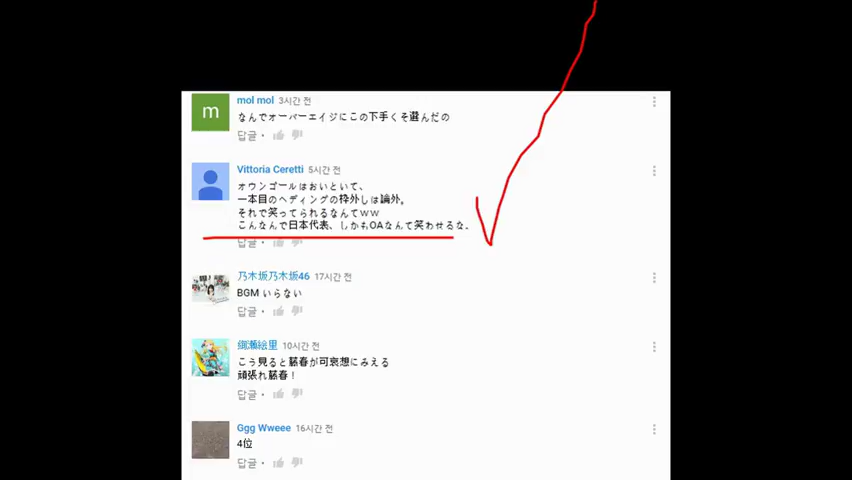 m
mol mol 3시간 전
なんでオーバーエイジにこの下手くそ選んだの
답글 •
Vittoria Ceretti 5시간 전
オウンゴールはおいといて、
一本目のヘディングの枠外しは論外。
それで笑ってられるなんてww
こんなんで日本代表、しかもOAなんて笑わせるな。
답글 •
乃木坂乃木坂46 17시간 전
BGM いらない
답글 •
絢瀬絵里 10시간 전
こう見ると藤春が可哀想にみえる
頑張れ藤春！
답글 •
Ggg Wweee 16시간 전
4位
답글 •